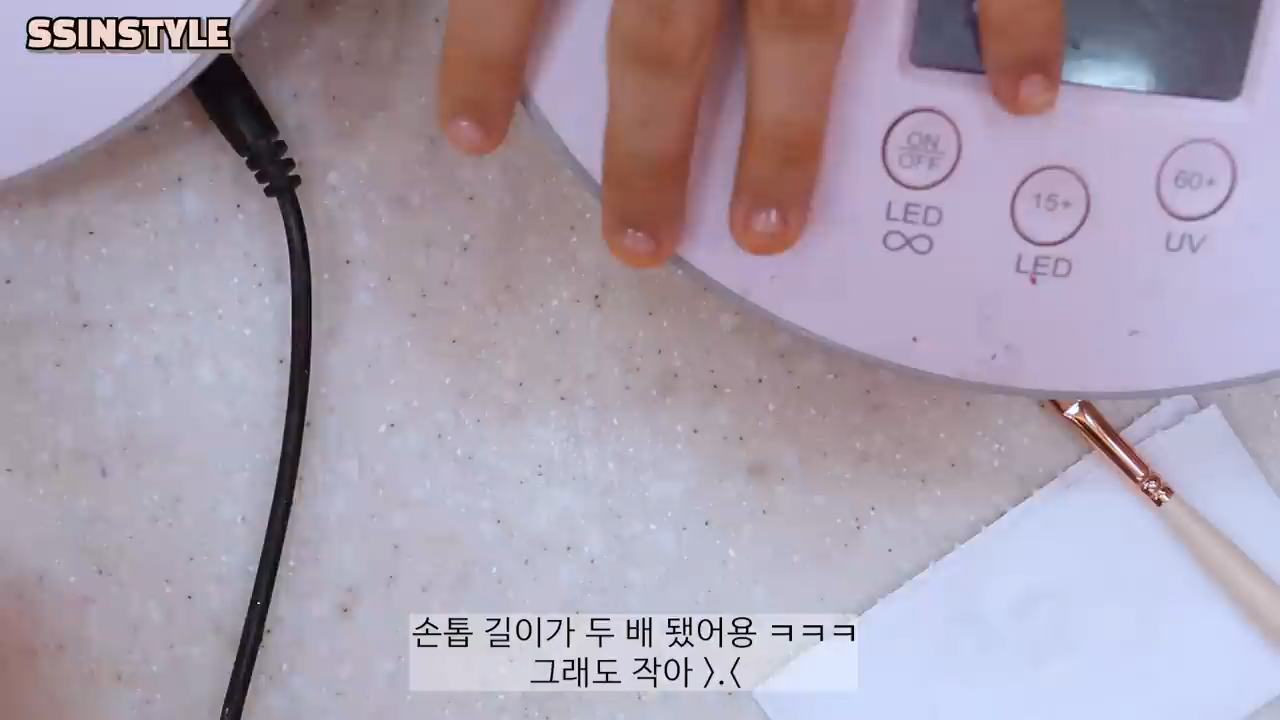 SSINSTYLE
ON
OFF
LED
∞
15+
LED
60+
UV
손톱 길이가 두 배 됐어용 ㅋㅋㅋ
그래도 작아 〉.〈